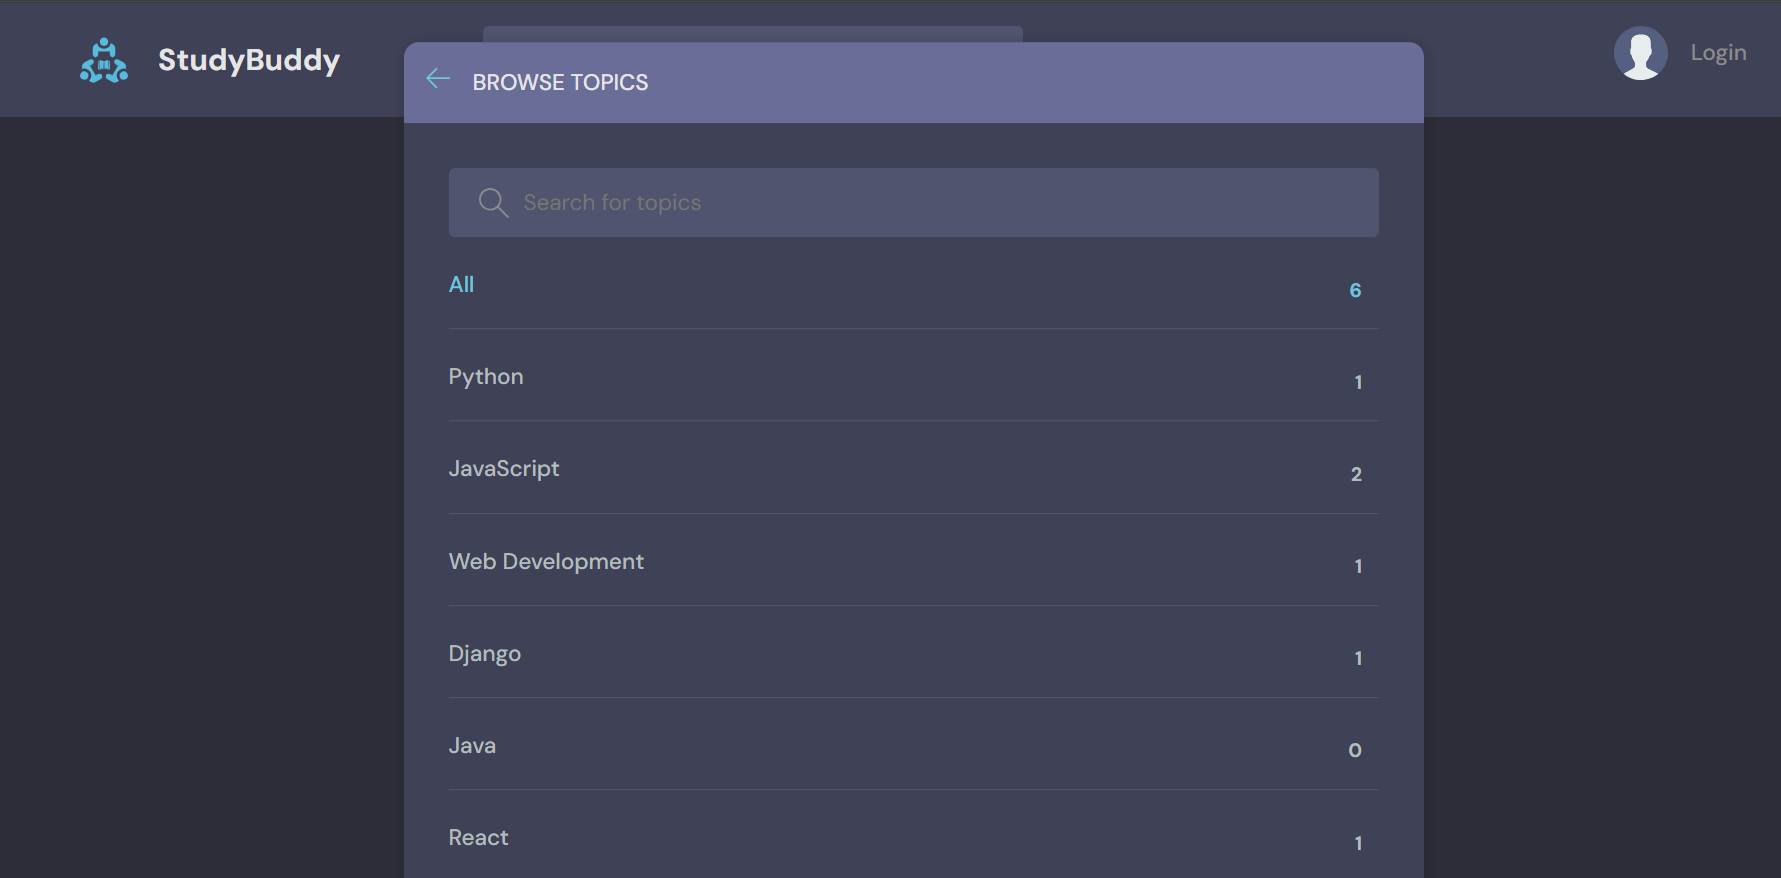 StudyBuddy
Login
BROWSE TOPICS
Search for topics
All 6
Python 1
JavaScript 2
Web Development 1
Django 1
Java 0
React 1